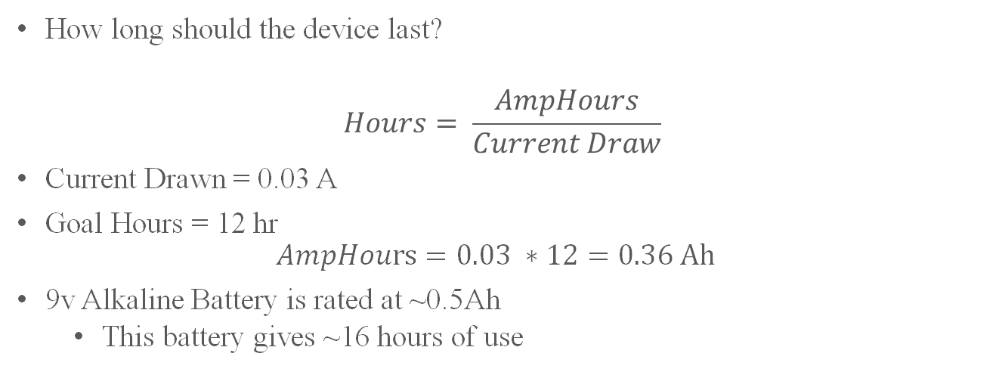 • How long should the device last?
Hours = AmpHours / Current Draw
• Current Drawn = 0.03 A
• Goal Hours = 12 hr
AmpHours = 0.03 * 12 = 0.36 Ah
• 9v Alkaline Battery is rated at ~0.5Ah
• This battery gives ~16 hours of use